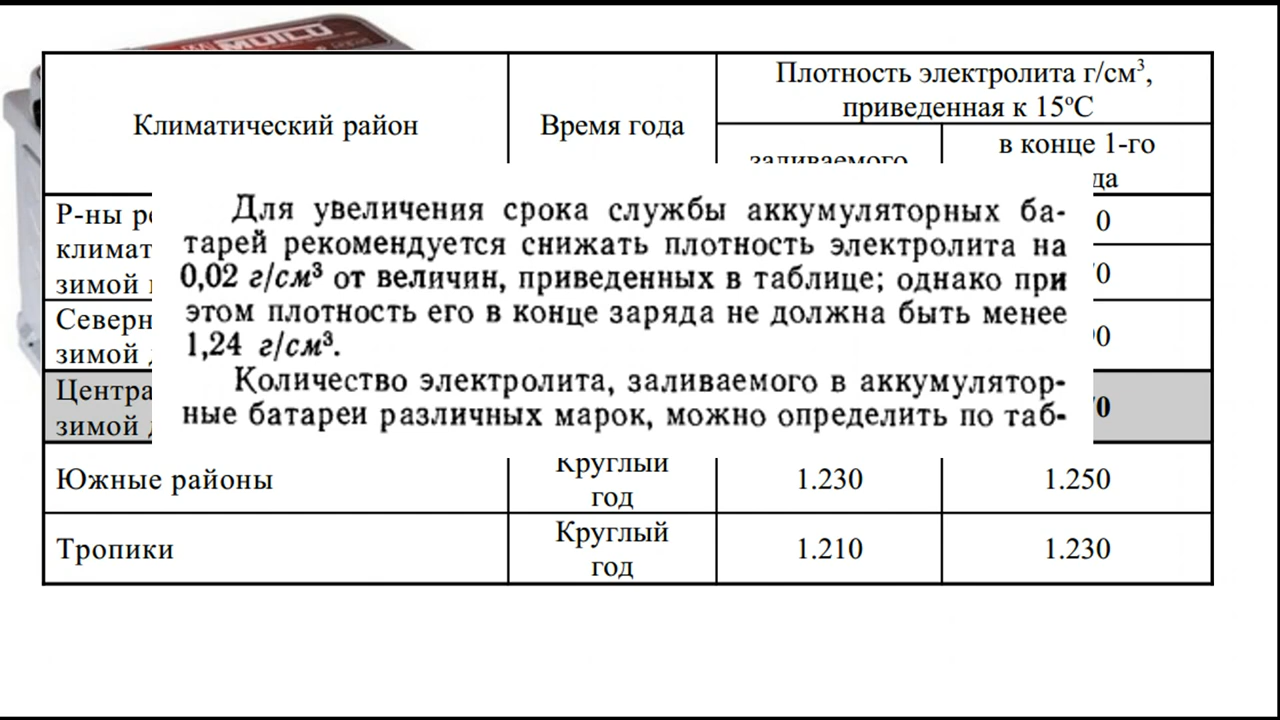 MUTLU
Плотность электролита г/см³,
приведенная к 15°С
Климатический район
Время года
заливаемого
в конце 1-го
Р-ны
климат
зимой
Северн
зимой
Центра
зимой
Для увеличения срока службы аккумуляторных ба-
тарей рекомендуется снижать плотность электролита на
0,02 г/см³ от величин, приведенных в таблице; однако при
этом плотность его в конце заряда не должна быть менее
1,24 г/см³.
Количество электролита, заливаемого в аккумулятор-
ные батареи различных марок, можно определить по таб-
Южные районы
Круглый
год
1.230
1.250
Тропики
Круглый
год
1.210
1.230